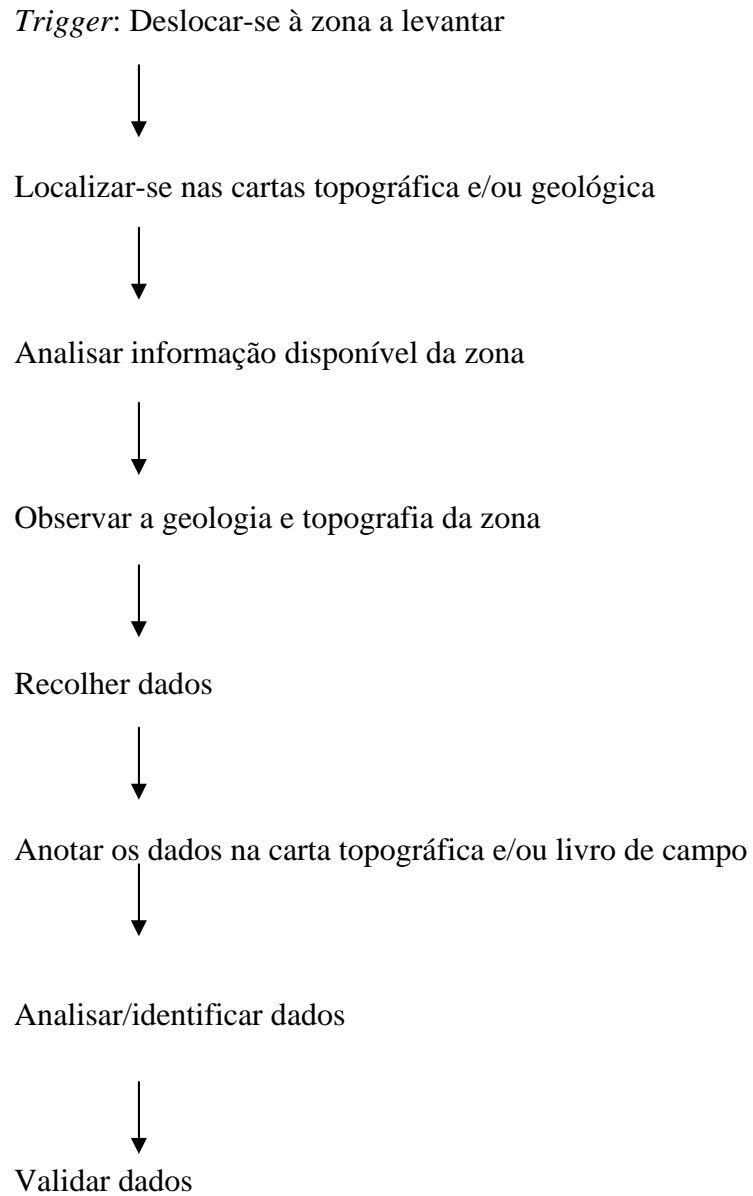 Trigger: Deslocar-se à zona a levantar
Localizar-se nas cartas topográfica e/ou geológica
Analisar informação disponível da zona
Observar a geologia e topografia da zona
Recolher dados
Anotar os dados na carta topográfica e/ou livro de campo
Analisar/identificar dados
Validar dados